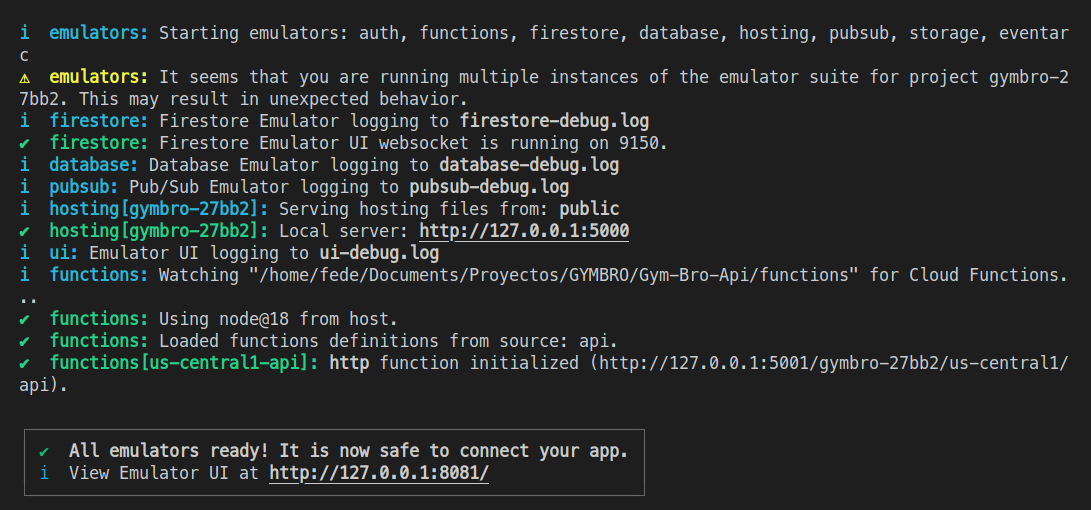 i  emulators: Starting emulators: auth, functions, firestore, database, hosting, pubsub, storage, eventar
c
⚠  emulators: It seems that you are running multiple instances of the emulator suite for project gymbro-2
7bb2. This may result in unexpected behavior.
i  firestore: Firestore Emulator logging to firestore-debug.log
✔  firestore: Firestore Emulator UI websocket is running on 9150.
i  database: Database Emulator logging to database-debug.log
i  pubsub: Pub/Sub Emulator logging to pubsub-debug.log
i  hosting[gymbro-27bb2]: Serving hosting files from: public
✔  hosting[gymbro-27bb2]: Local server: http://127.0.0.1:5000
i  ui: Emulator UI logging to ui-debug.log
i  functions: Watching "/home/fede/Documents/Proyectos/GYMBRO/Gym-Bro-Api/functions" for Cloud Functions.
..
✔  functions: Using node@18 from host.
✔  functions: Loaded functions definitions from source: api.
✔  functions[us-central1-api]: http function initialized (http://127.0.0.1:5001/gymbro-27bb2/us-central1/
api).
✔  All emulators ready! It is now safe to connect your app.
i  View Emulator UI at http://127.0.0.1:8081/